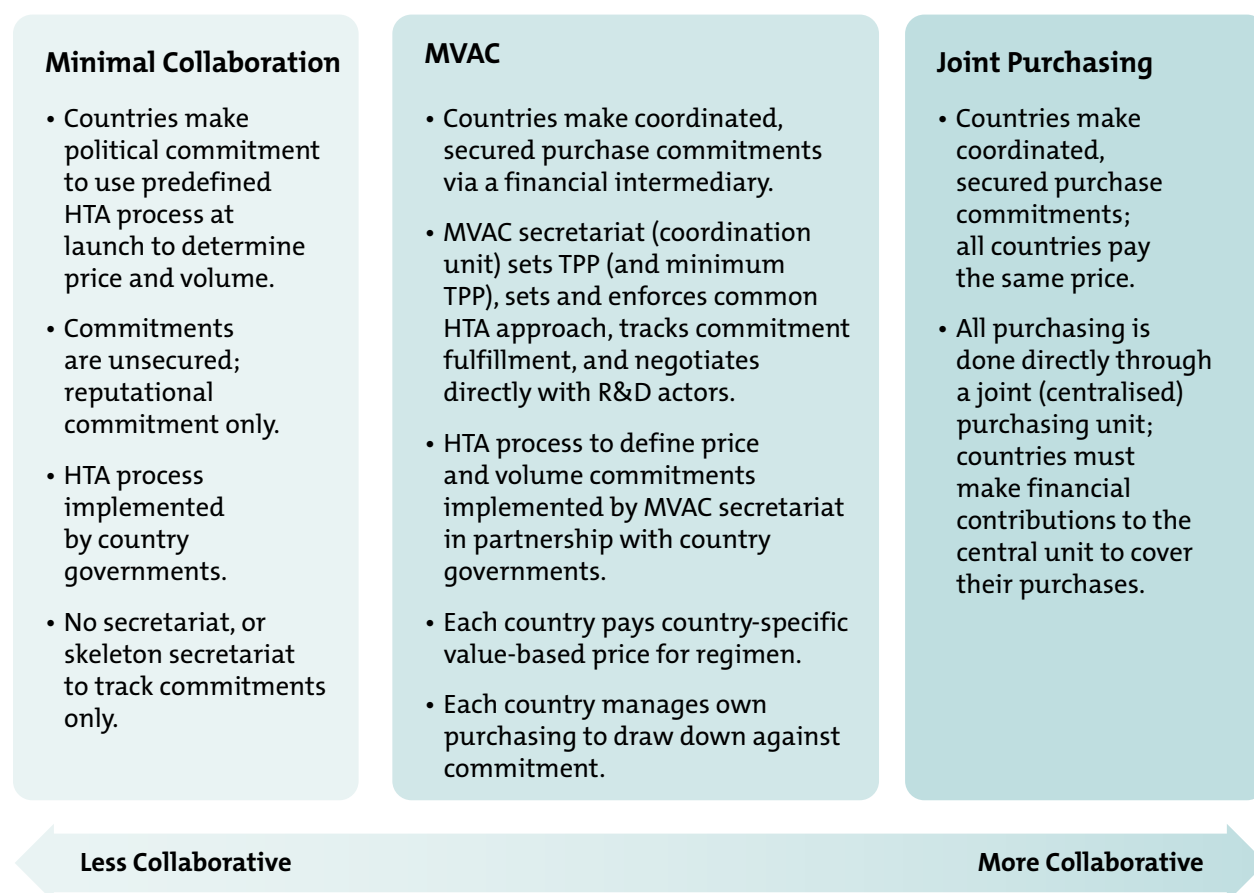 Minimal Collaboration
• Countries make
political commitment
to use predefined
HTA process at
launch to determine
price and volume.
• Commitments
are unsecured;
reputational
commitment only.
• HTA process
implemented
by country
governments.
• No secretariat, or
skeleton secretariat
to track commitments
only.
MVAC
• Countries make coordinated,
secured purchase commitments
via a financial intermediary.
• MVAC secretariat (coordination
unit) sets TPP (and minimum
TPP), sets and enforces common
HTA approach, tracks commitment
fulfillment, and negotiates
directly with R&D actors.
• HTA process to define price
and volume commitments
implemented by MVAC secretariat
in partnership with country
governments.
• Each country pays country-specific
value-based price for regimen.
• Each country manages own
purchasing to draw down against
commitment.
Joint Purchasing
• Countries make
coordinated,
secured purchase
commitments;
all countries pay
the same price.
• All purchasing is
done directly through
a joint (centralised)
purchasing unit;
countries must
make financial
contributions to the
central unit to cover
their purchases.
Less Collaborative
More Collaborative